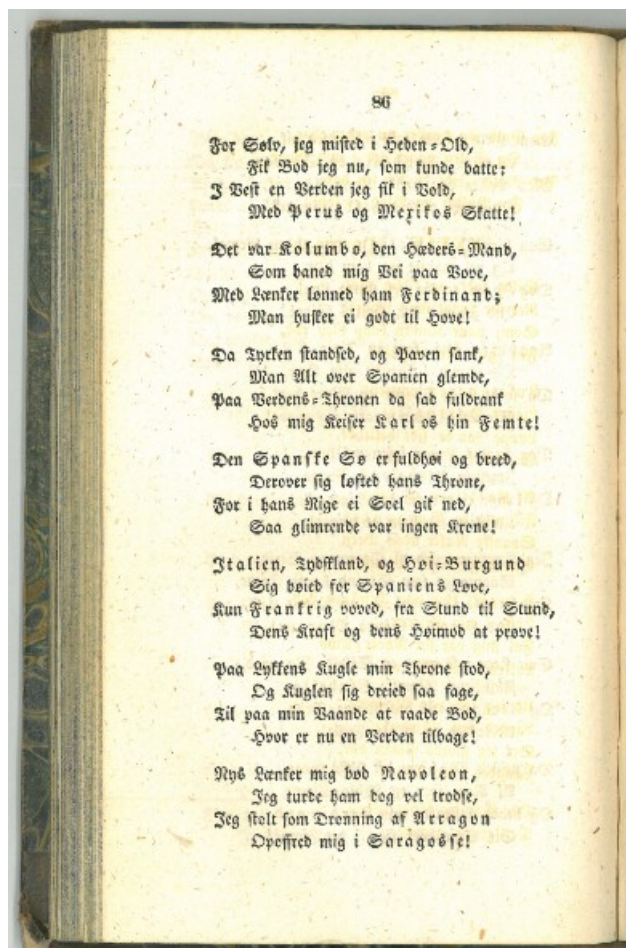 86
For Sølv, jeg misted i Heden-Old,
Fik Bod jeg nu, som kunde batte:
I Vest en Verden jeg fik i Vold,
Med Perus og Mexikos Skatte!
Det var Kolumbo, den Hæders-Mand,
Som baned mig Vei paa Vove,
Med Lænker lønned ham Ferdinand;
Man husker ei godt til Hove!
Da Tyrken standsed, og Paven sank,
Man Alt over Spanien glemde,
Paa Verdens-Thronen da sad fuldrank
Hos mig Keiser Karl os hin Femte!
Den Spanske Sø er fuldhøi og breed,
Derover sig løfted hans Throne,
For i hans Rige ei Soel gik ned,
Saa glimrende var ingen Krone!
Italien, Tydskland, og Høi-Burgund
Sig bøied for Spaniens Løve,
Kun Frankrig voved, fra Stund til Stund,
Dens Kraft og dens Høimod at prøve!
Paa Lykkens Kugle min Throne stod,
Og Kuglen sig dreied saa fage,
Til paa min Vaande at raade Bod,
Hvor er nu en Verden tilbage!
Nys Lænker mig bød Napoleon,
Jeg turde ham dog vel trodse,
Jeg stolt som Dronning af Arragon
Opoffred mig i Saragosse!